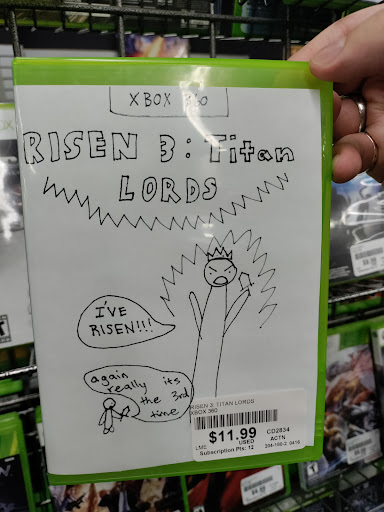 XBOX 360
RISEN 3: Titan
LORDS
I'VE
RISEN!!!
again
really its
the 3rd
time
RISEN 3: TITAN LORDS
XBOX 360
$11.99
CD2834
USED
ACTN
LME
Subscription Pts: 12